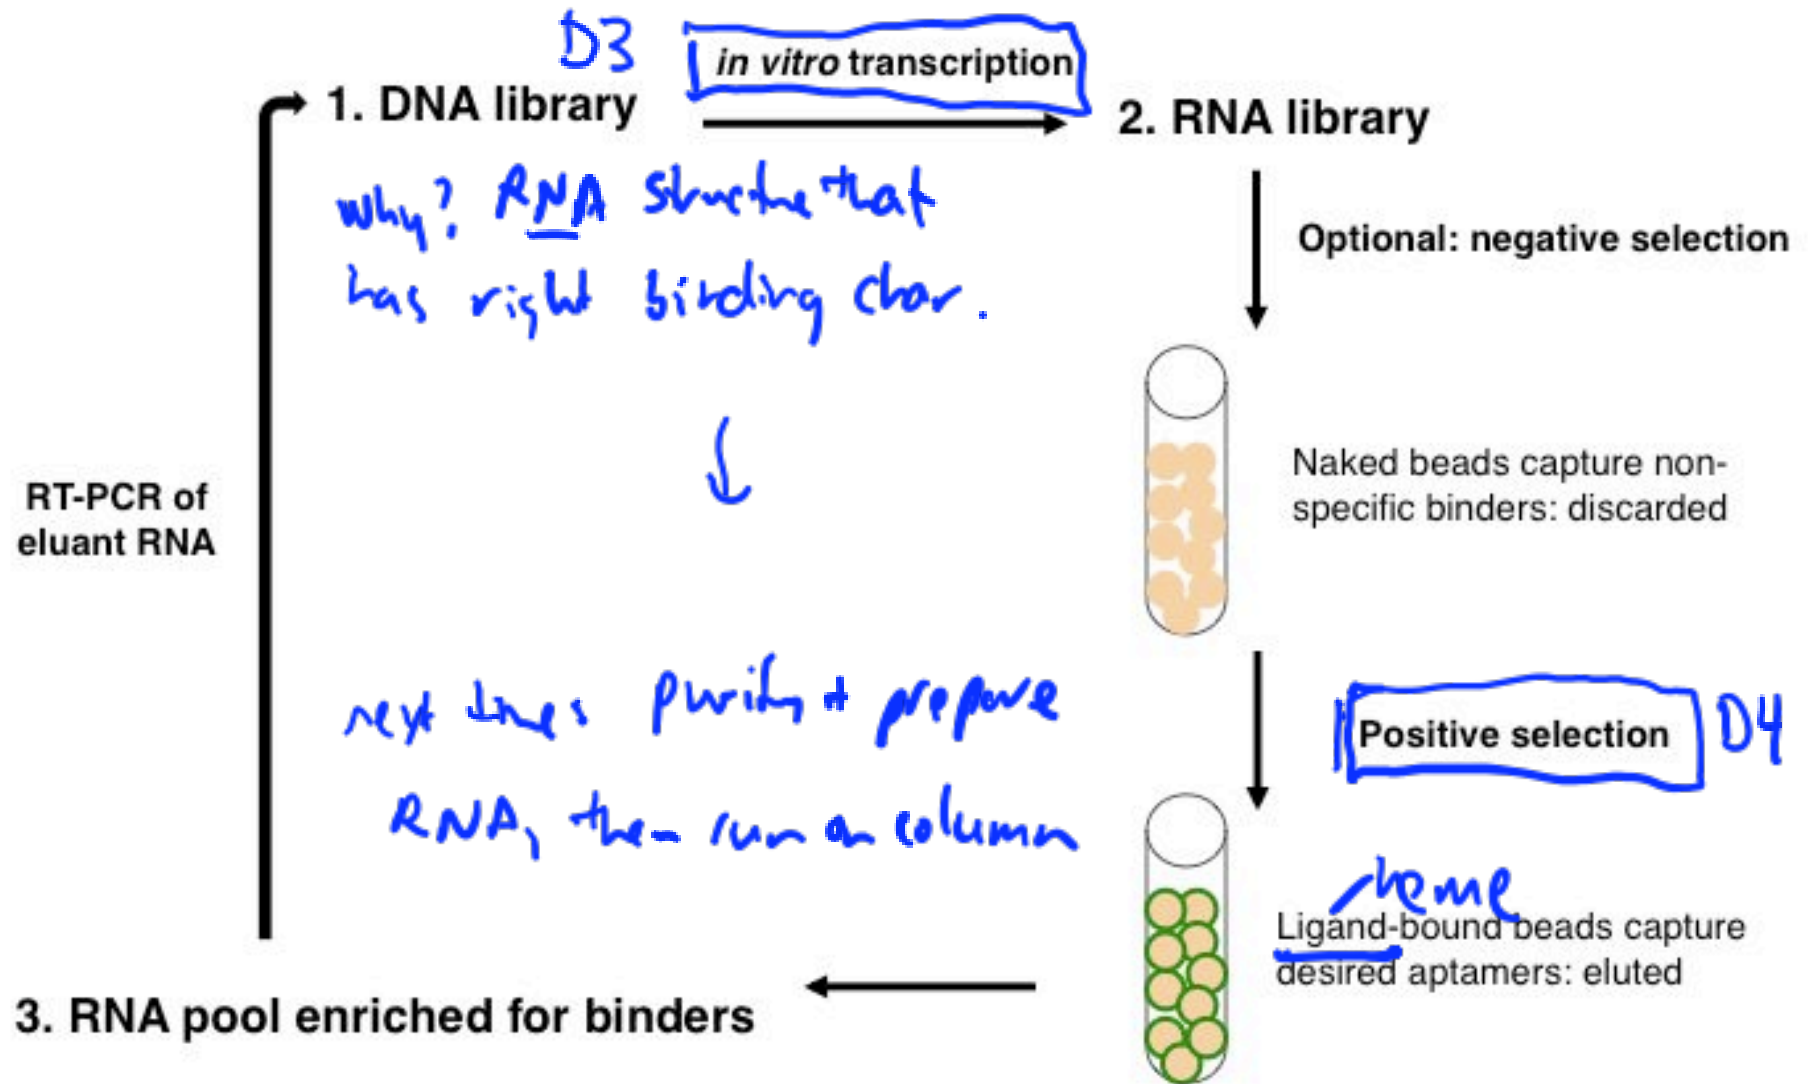 D3
in vitro transcription
1. DNA library
2. RNA library
why? RNA structure that
has right binding char.
Optional: negative selection
Naked beads capture non-
specific binders: discarded
RT-PCR of
eluant RNA
next times purify + prepare
RNA, then run on column
Positive selection
D4
heme
Ligand-bound beads capture
desired aptamers: eluted
3. RNA pool enriched for binders